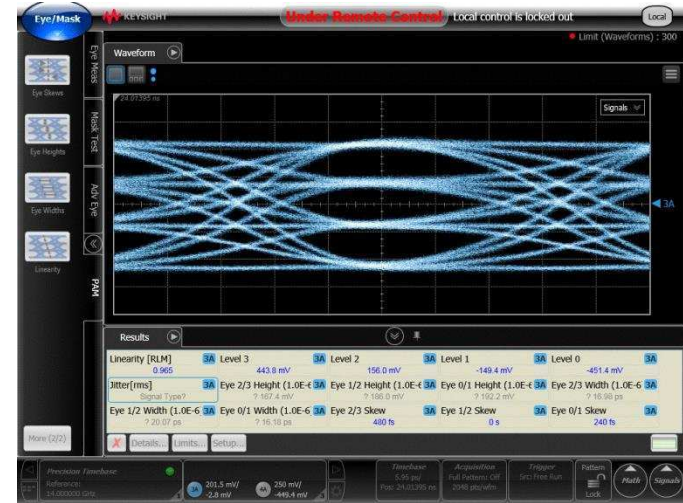 Eye/Mask
KEYSIGHT
Under Remote Control
Local control is locked out
Local
Limit (Waveforms) : 300
Waveform
Eye Meas
Mask Test
Adv Eye
PAM
Eye Skews
Eye Heights
Eye Widths
Linearity
More (2/2)
24.01395 ns
Signals
3A
Results
Linearity [RLM] 3A Level 3 3A Level 2 3A Level 1 3A Level 0 3A
0.965 443.8 mV 156.0 mV -149.4 mV -451.4 mV
Jitter[rms] 3A Eye 2/3 Height (1.0E-6 3A Eye 1/2 Height (1.0E-6 3A Eye 0/1 Height (1.0E-6 3A Eye 2/3 Width (1.0E-6 3A
Signal Type? ? 167.4 mV ? 186.0 mV ? 192.2 mV ? 16.98 ps
Eye 1/2 Width (1.0E-6 3A Eye 0/1 Width (1.0E-6 3A Eye 2/3 Skew 3A Eye 1/2 Skew 3A Eye 0/1 Skew 3A
? 20.07 ps ? 16.18 ps 480 fs 0 s 240 fs
Details... Limits... Setup...
Precision Timebase
Reference:
14.000000 GHz
3A 201.5 mV/
-2.8 mV
4A 250 mV/
-449.4 mV
Timebase
5.95 ps/
Pos: 24.01395 ns
Acquisition
Full Pattern: Off
2048 pts/wfm
Trigger
Src: Free Run
Pattern
Lock
Math
Signals